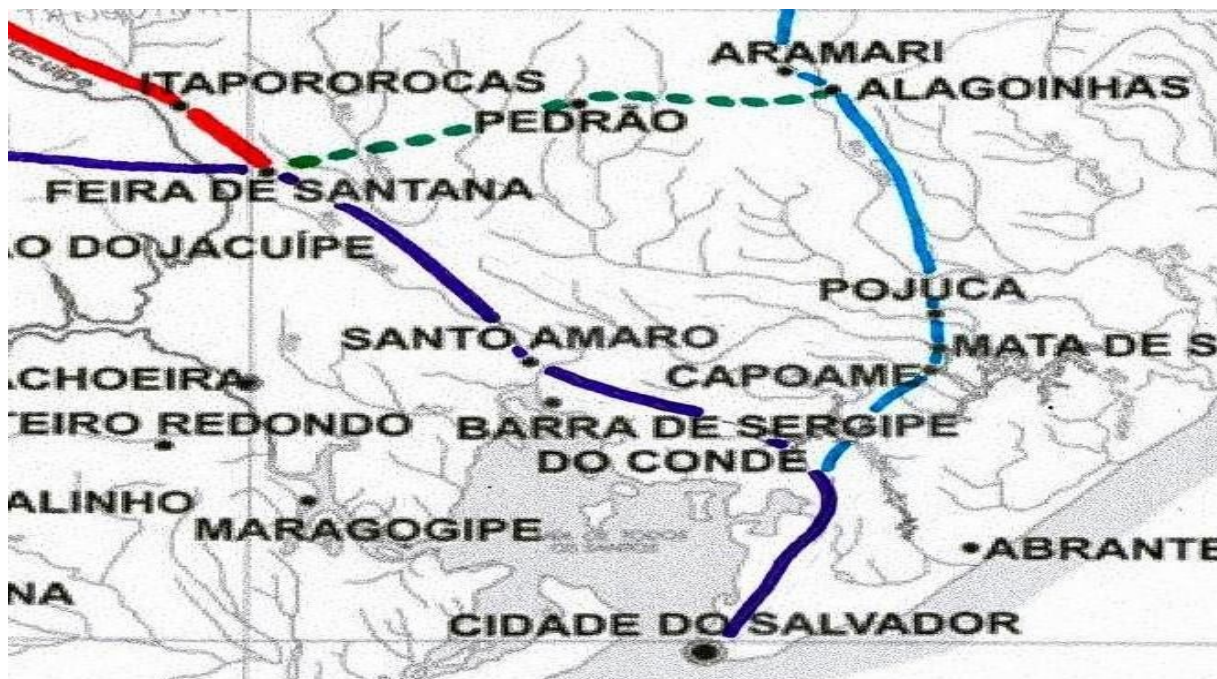 ARAMARI
ITAPOROROCAS
ALAGOINHAS
PEDRÃO
FEIRA DE SANTANA
O DO JACUÍPE
POJUCA
SANTO AMARO
MATA DE S
CAPOAME
ACHOEIRA
TEIRO REDONDO
BARRA DE SERGIPE
DO CONDE
ALINHO
MARAGOGIPE
ABRANTE
NA
CIDADE DO SALVADOR